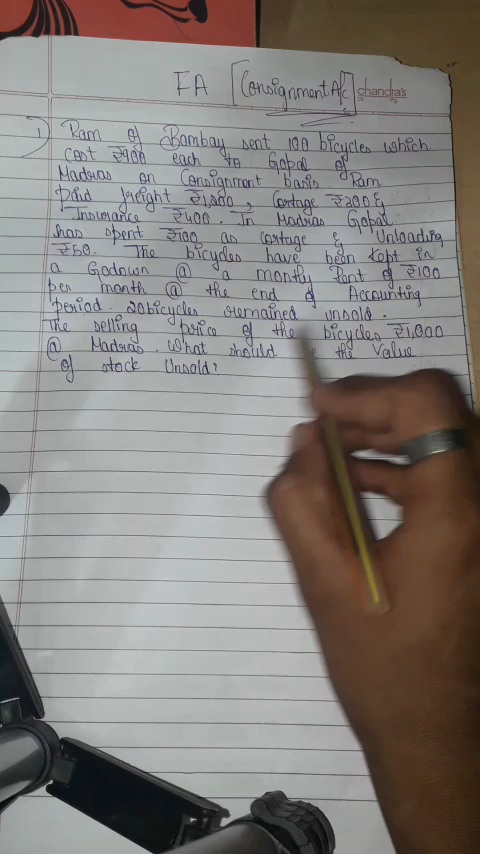 FA [Consignment A/c] chandra's
1) Ram of Bombay sent 100 bicycles which
cost ₹900 each to Gopal of
Madras on Consignment basis. Ram
Paid freight ₹1,200, Cartage ₹200 &
Insurance ₹400. In Madras Gopal
has spent ₹100 as cartage & Unloading
₹50. The bicycles have been kept in
a Godown @ a monthly Rent of ₹100
per month @ the end of Accounting
period. 20 bicycles remained unsold.
The selling price of the bicycles ₹1,000
@ Madras. What should the Value
of stock Unsold?